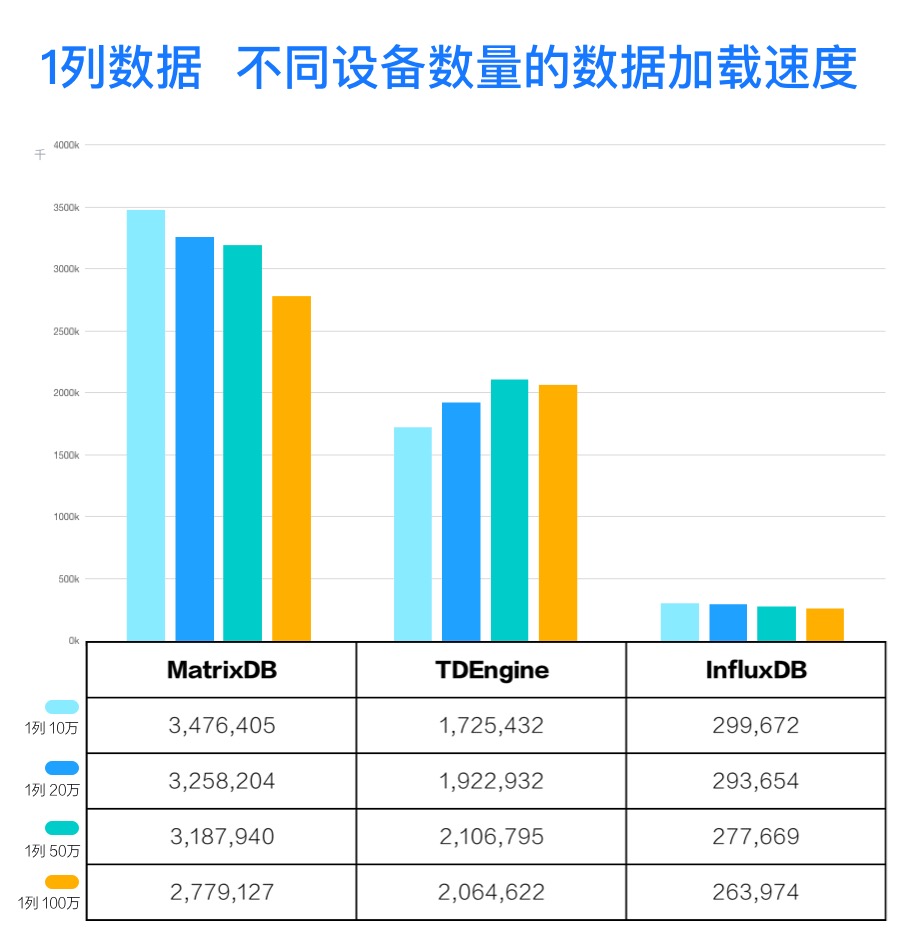 1列数据 不同设备数量的数据加载速度
千
4000k
3500k
3000k
2500k
2000k
1500k
1000k
500k
0k
MatrixDB TDEngine InfluxDB
1列 10万 3,476,405 1,725,432 299,672
1列 20万 3,258,204 1,922,932 293,654
1列 50万 3,187,940 2,106,795 277,669
1列 100万 2,779,127 2,064,622 263,974